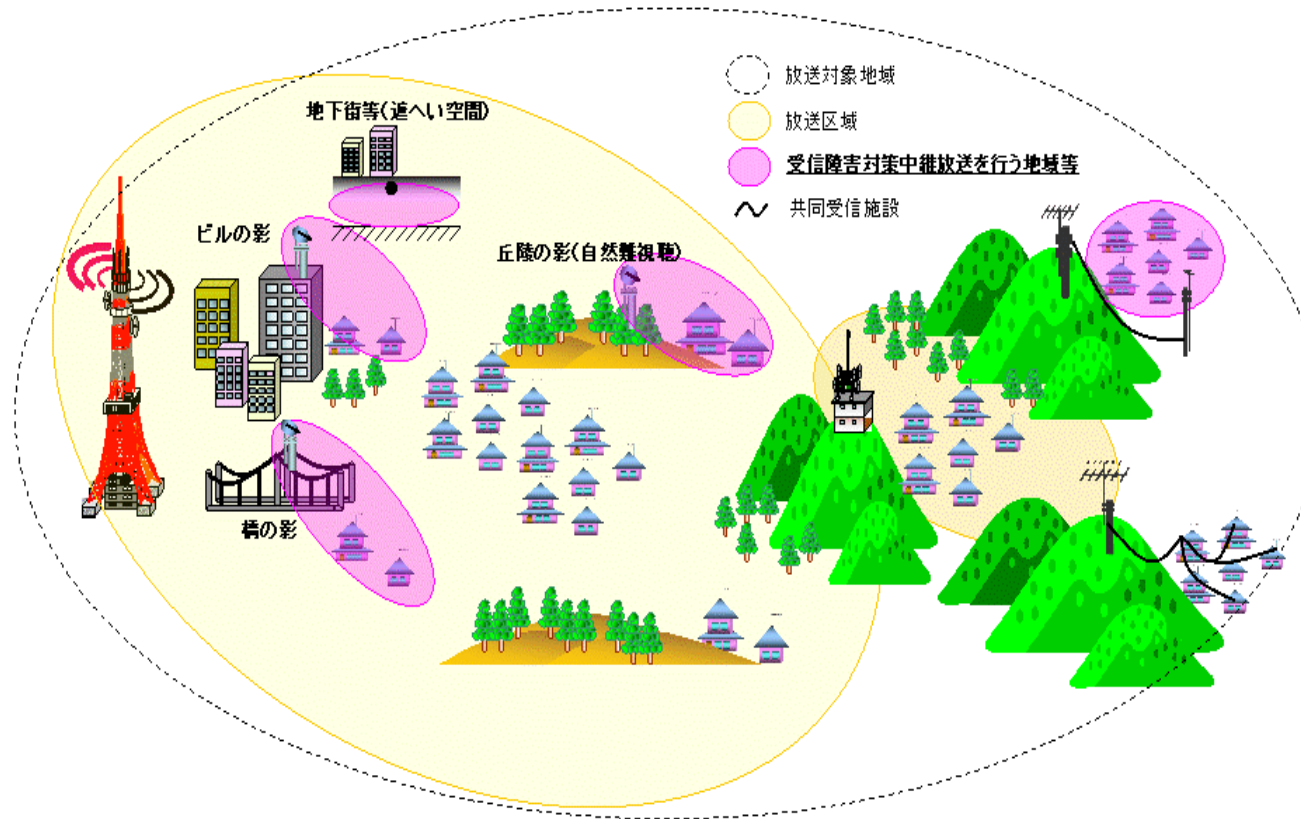 放送対象地域
地下街等(遮へい空間)
放送区域
受信障害対策中継放送を行う地域等
共同受信施設
ビルの影
丘陵の影(自然難視聴)
橋の影